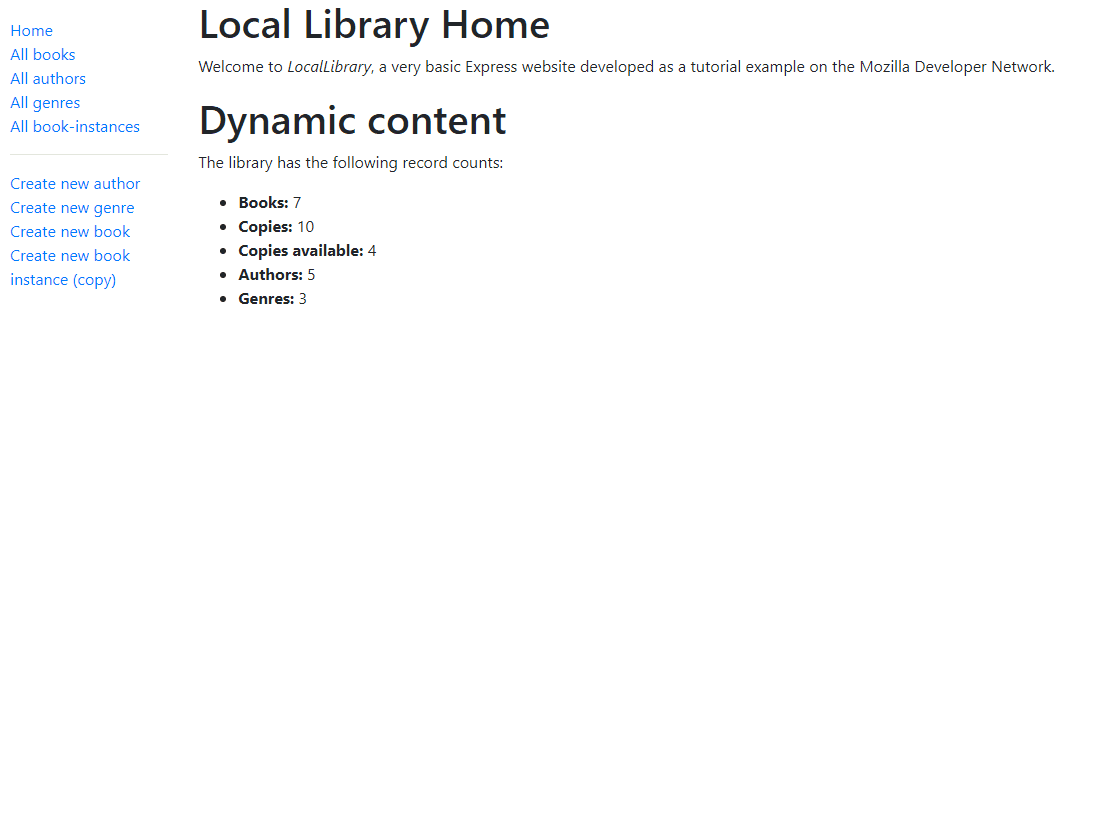 Home
All books
All authors
All genres
All book-instances
Create new author
Create new genre
Create new book
Create new book
instance (copy)
Local Library Home
Welcome to LocalLibrary, a very basic Express website developed as a tutorial example on the Mozilla Developer Network.
Dynamic content
The library has the following record counts:
Books: 7
Copies: 10
Copies available: 4
Authors: 5
Genres: 3